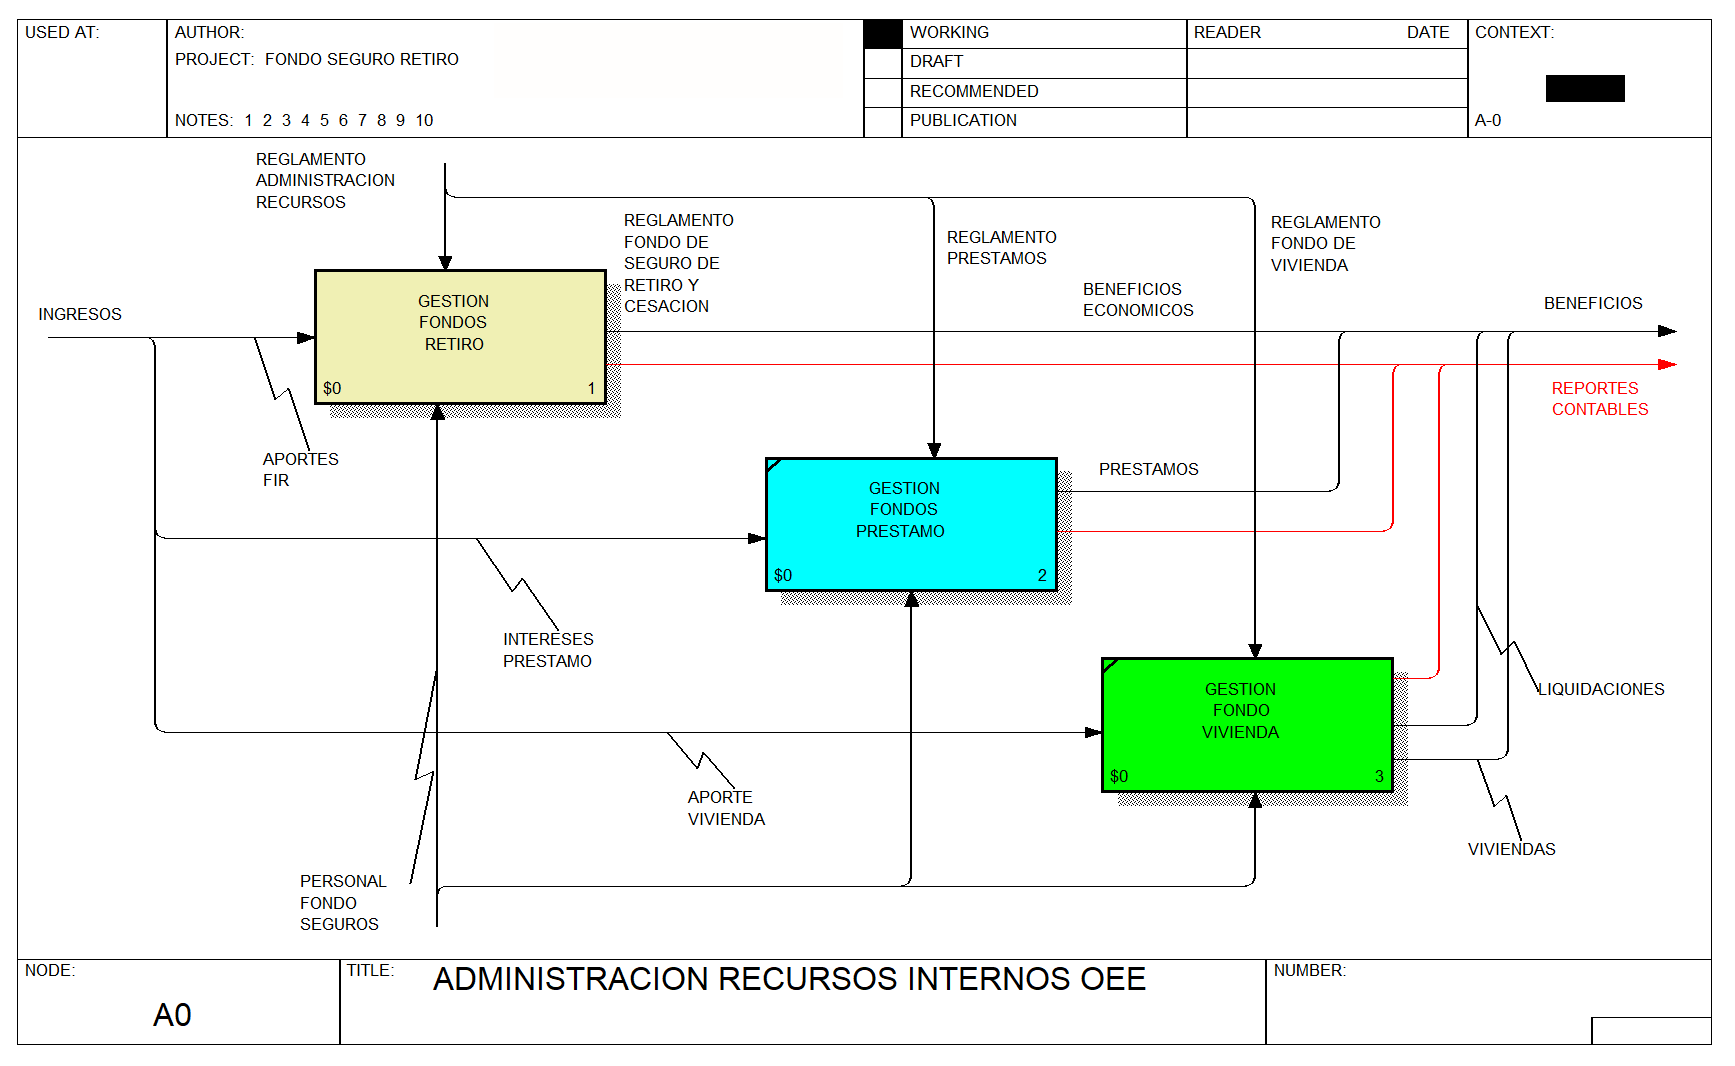 USED AT:
AUTHOR:
PROJECT: FONDO SEGURO RETIRO
NOTES: 1 2 3 4 5 6 7 8 9 10
WORKING
DRAFT
RECOMMENDED
PUBLICATION
READER DATE
CONTEXT:
A-0
REGLAMENTO
ADMINISTRACION
RECURSOS
REGLAMENTO
FONDO DE
SEGURO DE
RETIRO Y
CESACION
REGLAMENTO
PRESTAMOS
REGLAMENTO
FONDO DE
VIVIENDA
BENEFICIOS
ECONOMICOS
BENEFICIOS
INGRESOS
GESTION
FONDOS
RETIRO
$0 1
REPORTES
CONTABLES
APORTES
FIR
PRESTAMOS
GESTION
FONDOS
PRESTAMO
$0 2
INTERESES
PRESTAMO
GESTION
FONDO
VIVIENDA
$0 3
LIQUIDACIONES
APORTE
VIVIENDA
VIVIENDAS
PERSONAL
FONDO
SEGUROS
NODE:
A0
TITLE:
ADMINISTRACION RECURSOS INTERNOS OEE
NUMBER: